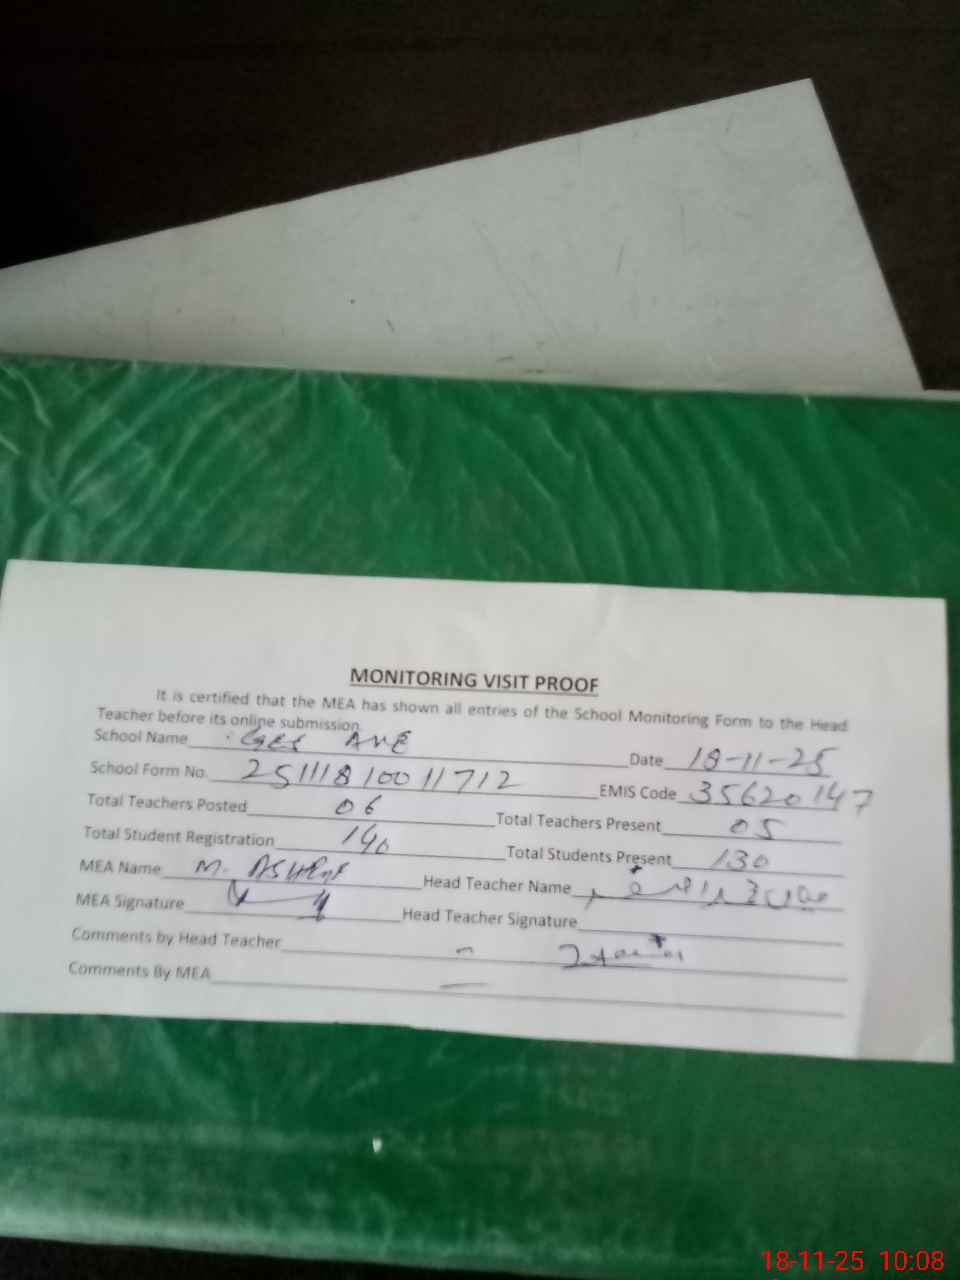 MONITORING VISIT PROOF
It is certified that the MEA has shown all entries of the School Monitoring Form to the Head
Teacher before its online submission
School Name GES Date 18-11-25
School Form No. 251118100 11712 EMIS Code 35620147
Total Teachers Posted 06 Total Teachers Present 05
Total Student Registration 140 Total Students Present 130
MEA Name M. ASHRAF Head Teacher Name
MEA Signature Head Teacher Signature
Comments by Head Teacher
Comments By MEA
18-11-25 10:08